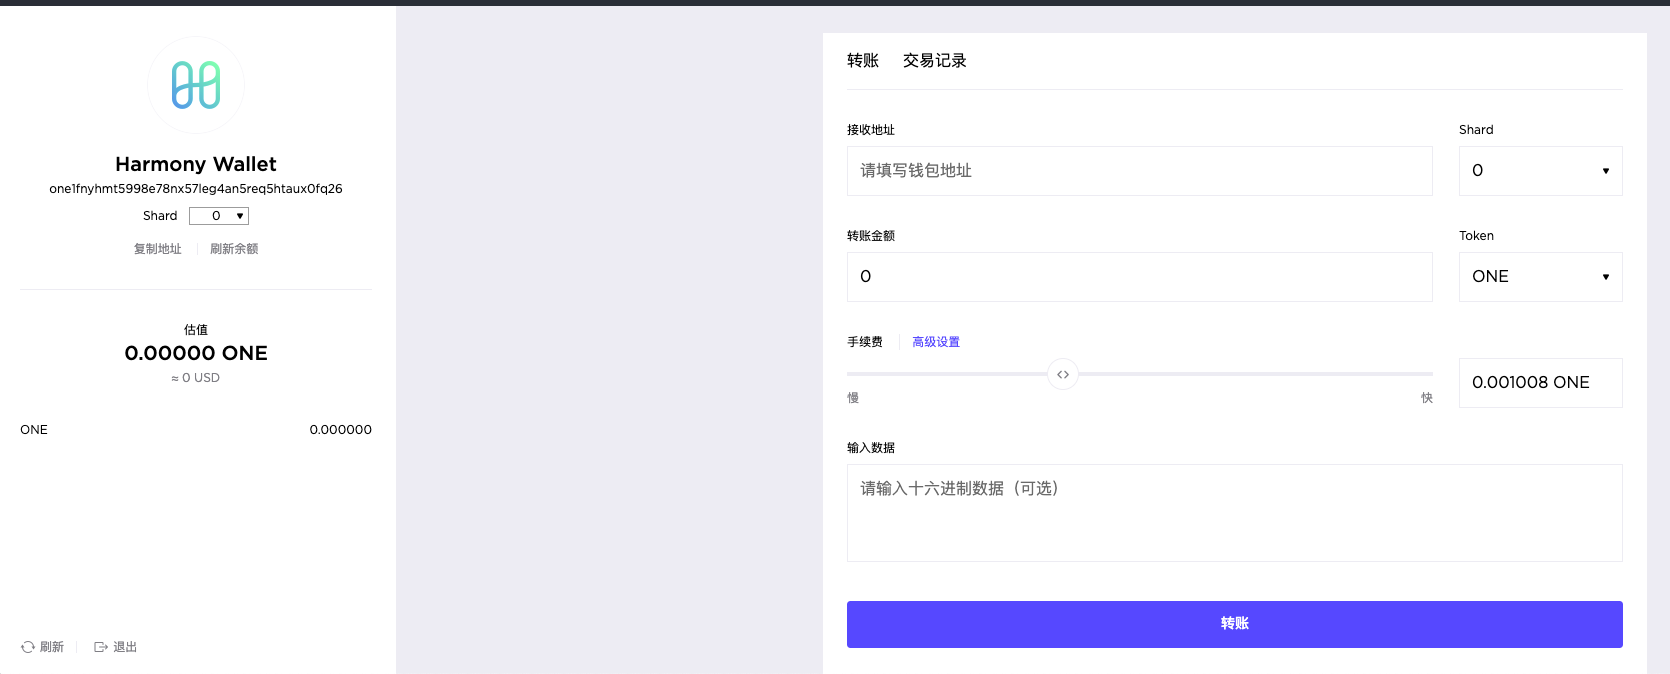 Harmony Wallet
one1fnyhmt5998e78nx57leg4an5req5htaux0fq26
Shard 0
复制地址 刷新余额
估值
0.00000 ONE
≈ 0 USD
ONE 0.000000
刷新 退出
转账 交易记录
接收地址 Shard
请填写钱包地址 0
转账金额 Token
0 ONE
手续费 高级设置
0.001008 ONE
慢 快
输入数据
请输入十六进制数据（可选）
转账